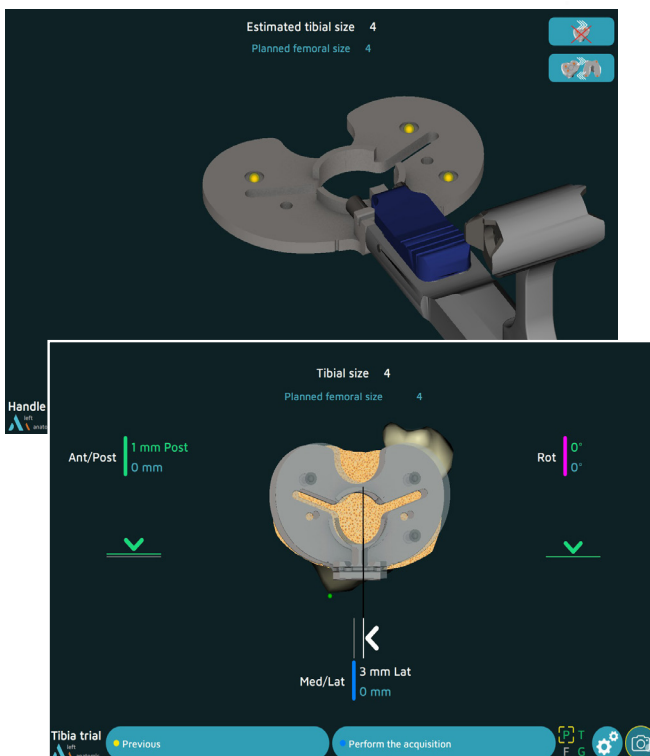 Estimated tibial size 4
Planned femoral size 4
Handle
left
Tibial size 4
Planned femoral size 4
Ant/Post
1 mm Post
0 mm
Rot
0°
0°
Med/Lat
3 mm Lat
0 mm
Tibia trial
left
Previous
Perform the acquisition
P T
F G